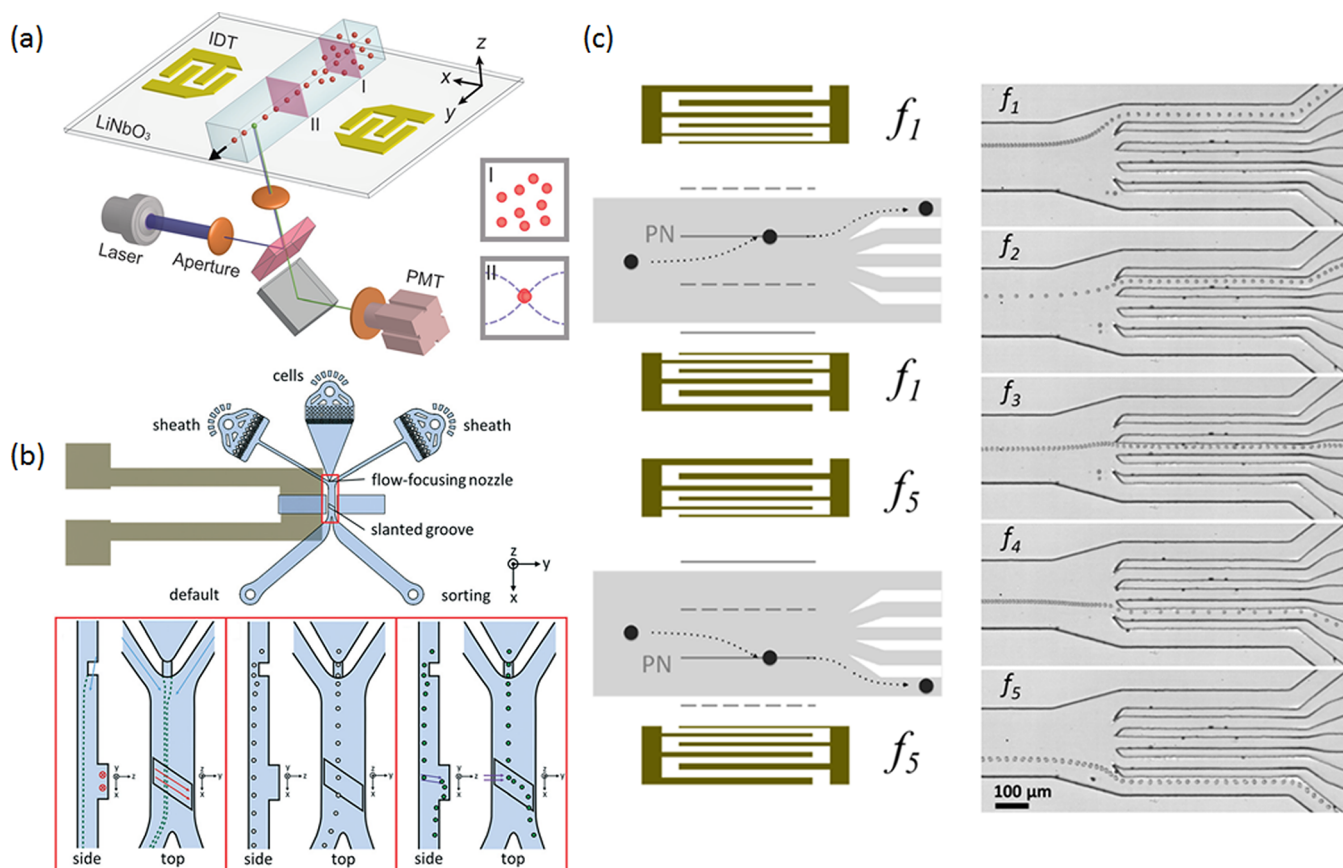 (a)
IDT
z
x
y
I
II
LiNbO₃
Laser
Aperture
PMT
I
II
(b)
cells
sheath
sheath
flow-focusing nozzle
slanted groove
z
y
x
default
sorting
side
top
side
top
side
top
(c)
f₁
PN
f₁
f₅
PN
f₅
f₁
f₂
f₃
f₄
f₅
100 µm